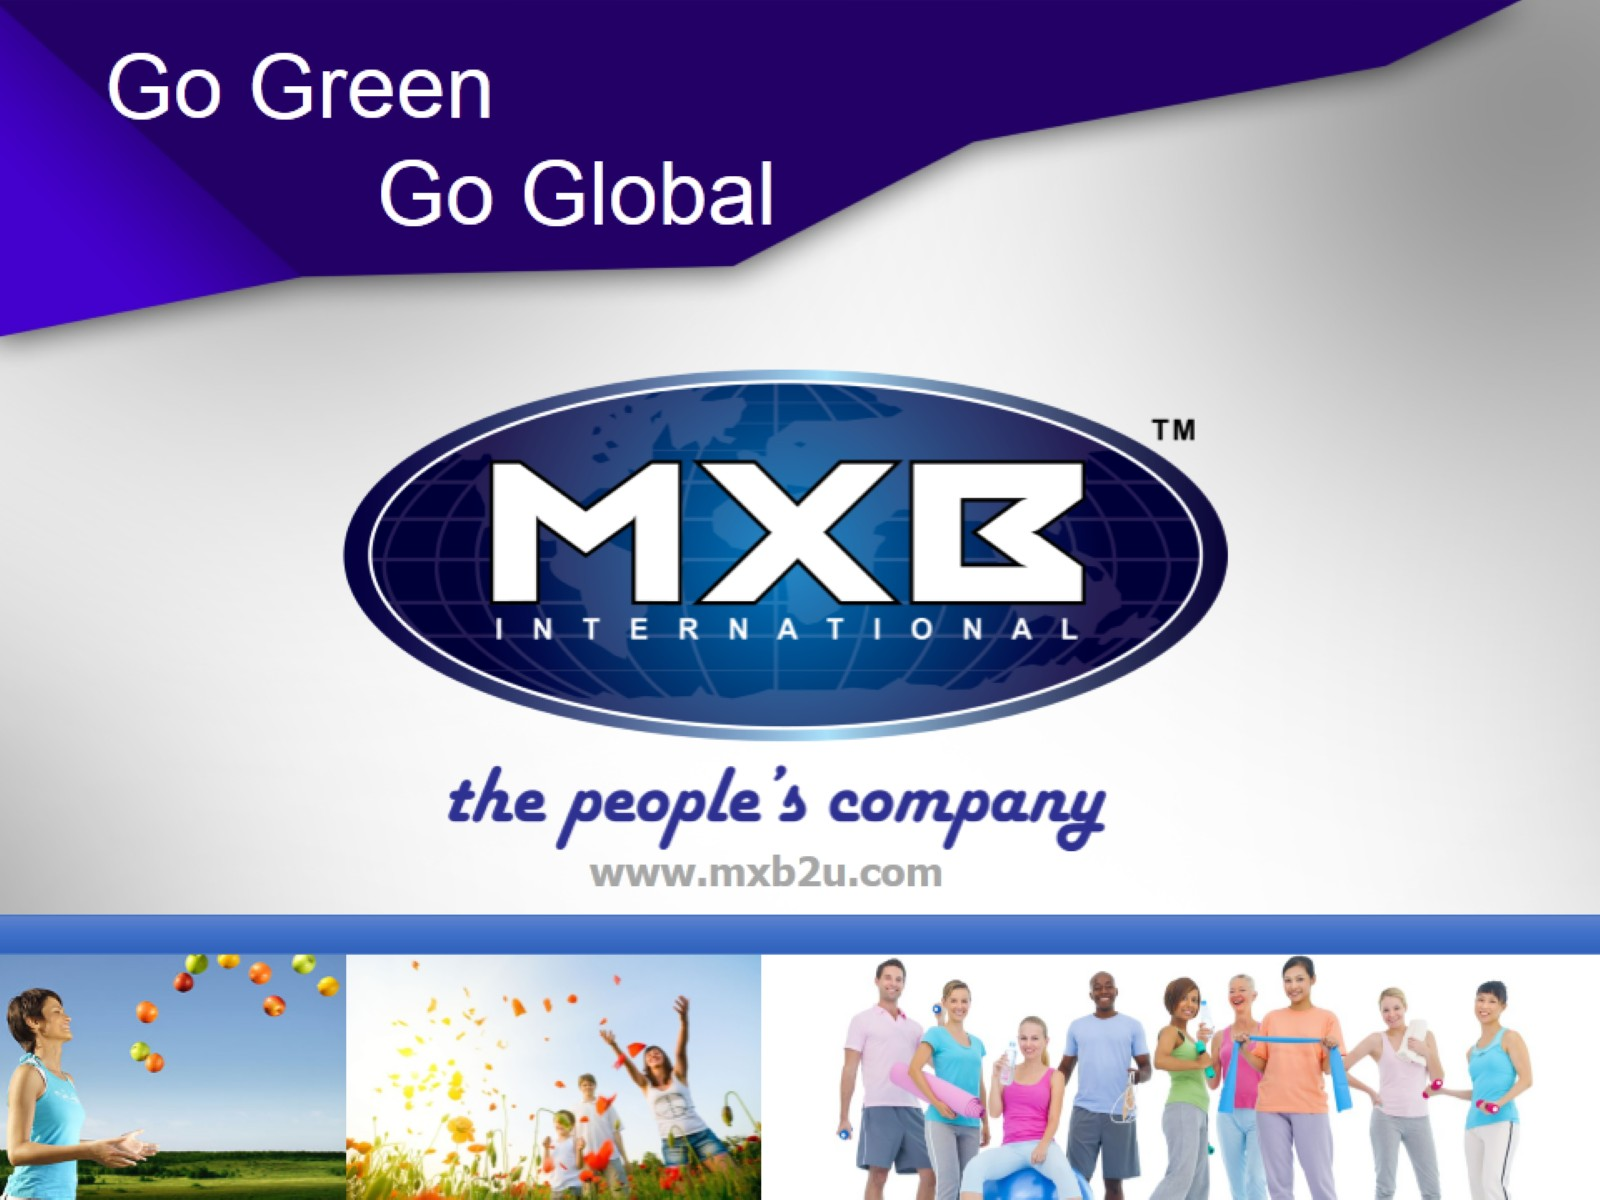 Go Green
Go Global
TM
MXB
INTERNATIONAL
the people's company
www.mxb2u.com